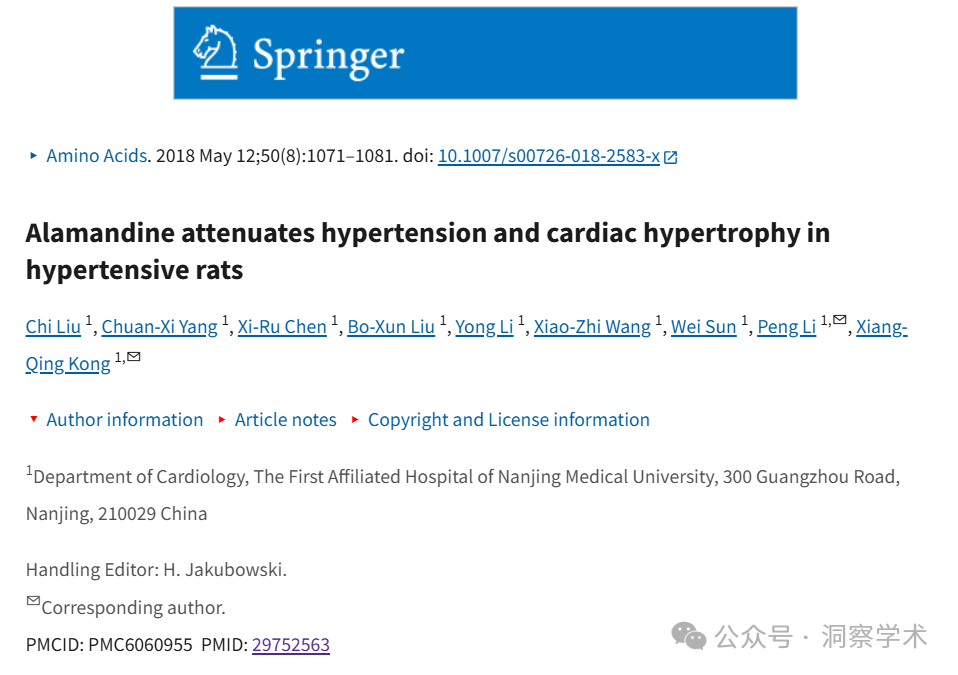 Springer
Amino Acids. 2018 May 12;50(8):1071–1081. doi: 10.1007/s00726-018-2583-x
Alamandine attenuates hypertension and cardiac hypertrophy in
hypertensive rats
Chi Liu 1, Chuan-Xi Yang 1, Xi-Ru Chen 1, Bo-Xun Liu 1, Yong Li 1, Xiao-Zhi Wang 1, Wei Sun 1, Peng Li 1,✉, Xiang-
Qing Kong 1,✉
Author information Article notes Copyright and License information
1Department of Cardiology, The First Affiliated Hospital of Nanjing Medical University, 300 Guangzhou Road,
Nanjing, 210029 China
Handling Editor: H. Jakubowski.
✉Corresponding author.
PMCID: PMC6060955 PMID: 29752563
公众号 · 洞察学术